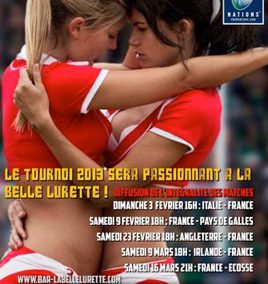 NATIONS
LE TOURNOI 2013 SERA PASSIONNANT A LA
BELLE LURETTE ! DIFFUSION DE L'INTEGRALITE DES MATCHES
DIMANCHE 3 FEVRIER 16H : ITALIE - FRANCE
SAMEDI 9 FEVRIER 18H : FRANCE - PAYS DE GALLES
SAMEDI 23 FEVRIER 18H : ANGLETERRE - FRANCE
SAMEDI 9 MARS 18H : IRLANDE - FRANCE
SAMEDI 16 MARS 21H : FRANCE - ECOSSE
WWW.BAR-LABELLELURETTE.COM